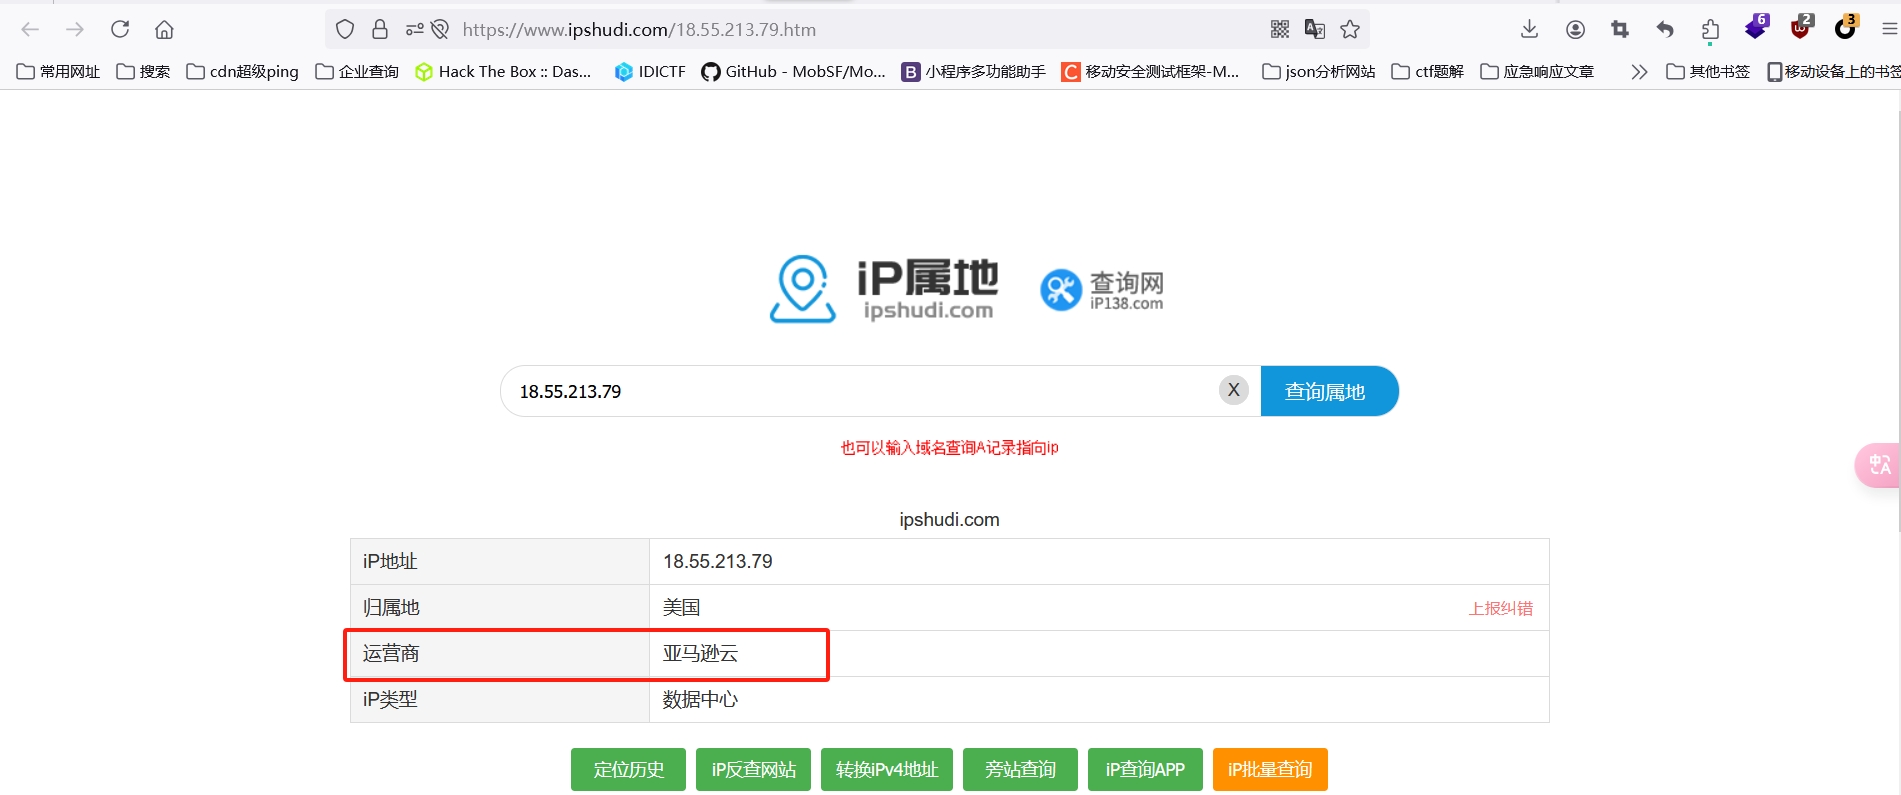 https://www.ipshudi.com/18.55.213.79.htm
6
2
3
常用网址 搜索 cdn超级ping 企业查询 Hack The Box :: Das... IDICTF GitHub - MobSF/Mo... 小程序多功能助手 移动安全测试框架-M... json分析网站 ctf题解 应急响应文章 其他书签 移动设备上的书签
iP属地
ipshudi.com
查询网
iP138.com
18.55.213.79 X 查询属地
也可以输入域名查询A记录指向ip
ipshudi.com
iP地址 18.55.213.79
归属地 美国 上报纠错
运营商 亚马逊云
iP类型 数据中心
定位历史 iP反查网站 转换iPv4地址 旁站查询 iP查询APP iP批量查询